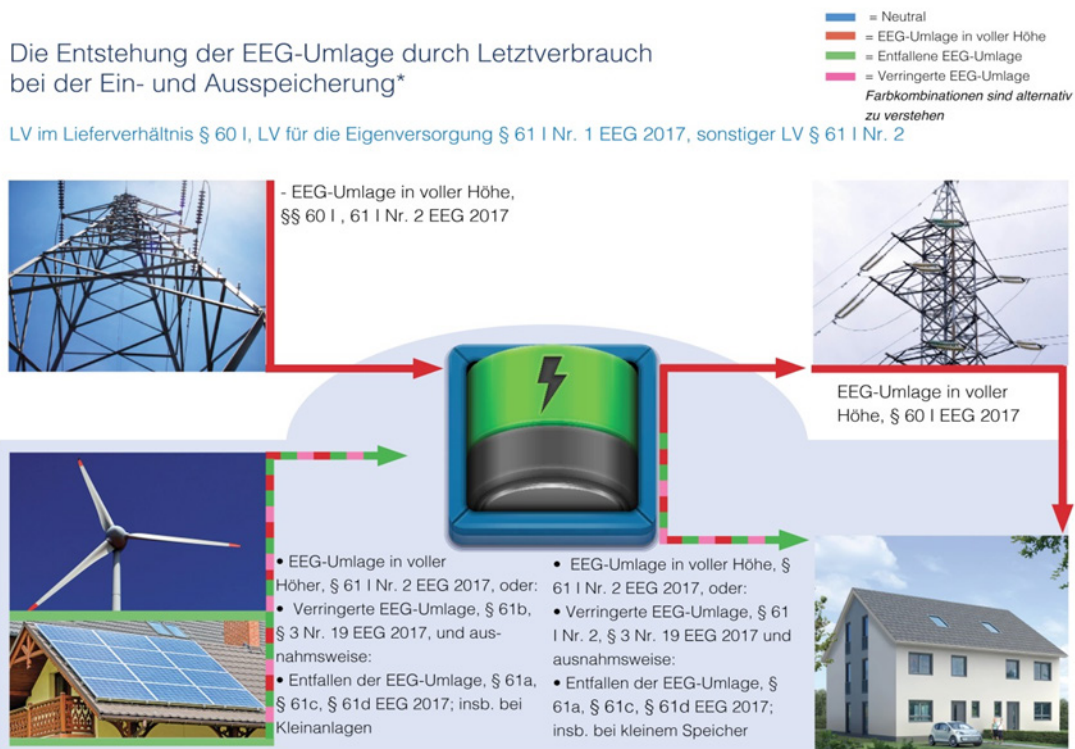 = Neutral
= EEG-Umlage in voller Höhe
= Entfallene EEG-Umlage
= Verringerte EEG-Umlage
Farbkombinationen sind alternativ
zu verstehen
Die Entstehung der EEG-Umlage durch Letztverbrauch
bei der Ein- und Ausspeicherung*
LV im Lieferverhältnis § 60 I, LV für die Eigenversorgung § 61 I Nr. 1 EEG 2017, sonstiger LV § 61 I Nr. 2
- EEG-Umlage in voller Höhe,
§§ 60 I , 61 I Nr. 2 EEG 2017
EEG-Umlage in voller
Höhe, § 60 I EEG 2017
• EEG-Umlage in voller
Höher, § 61 I Nr. 2 EEG 2017, oder:
• Verringerte EEG-Umlage, § 61b,
§ 3 Nr. 19 EEG 2017, und aus-
nahmsweise:
• Entfallen der EEG-Umlage, § 61a,
§ 61c, § 61d EEG 2017; insb. bei
Kleinanlagen
• EEG-Umlage in voller Höhe, §
61 I Nr. 2 EEG 2017, oder:
• Verringerte EEG-Umlage, § 61
I Nr. 2, § 3 Nr. 19 EEG 2017 und
ausnahmsweise:
• Entfallen der EEG-Umlage, §
61a, § 61c, § 61d EEG 2017;
insb. bei kleinem Speicher